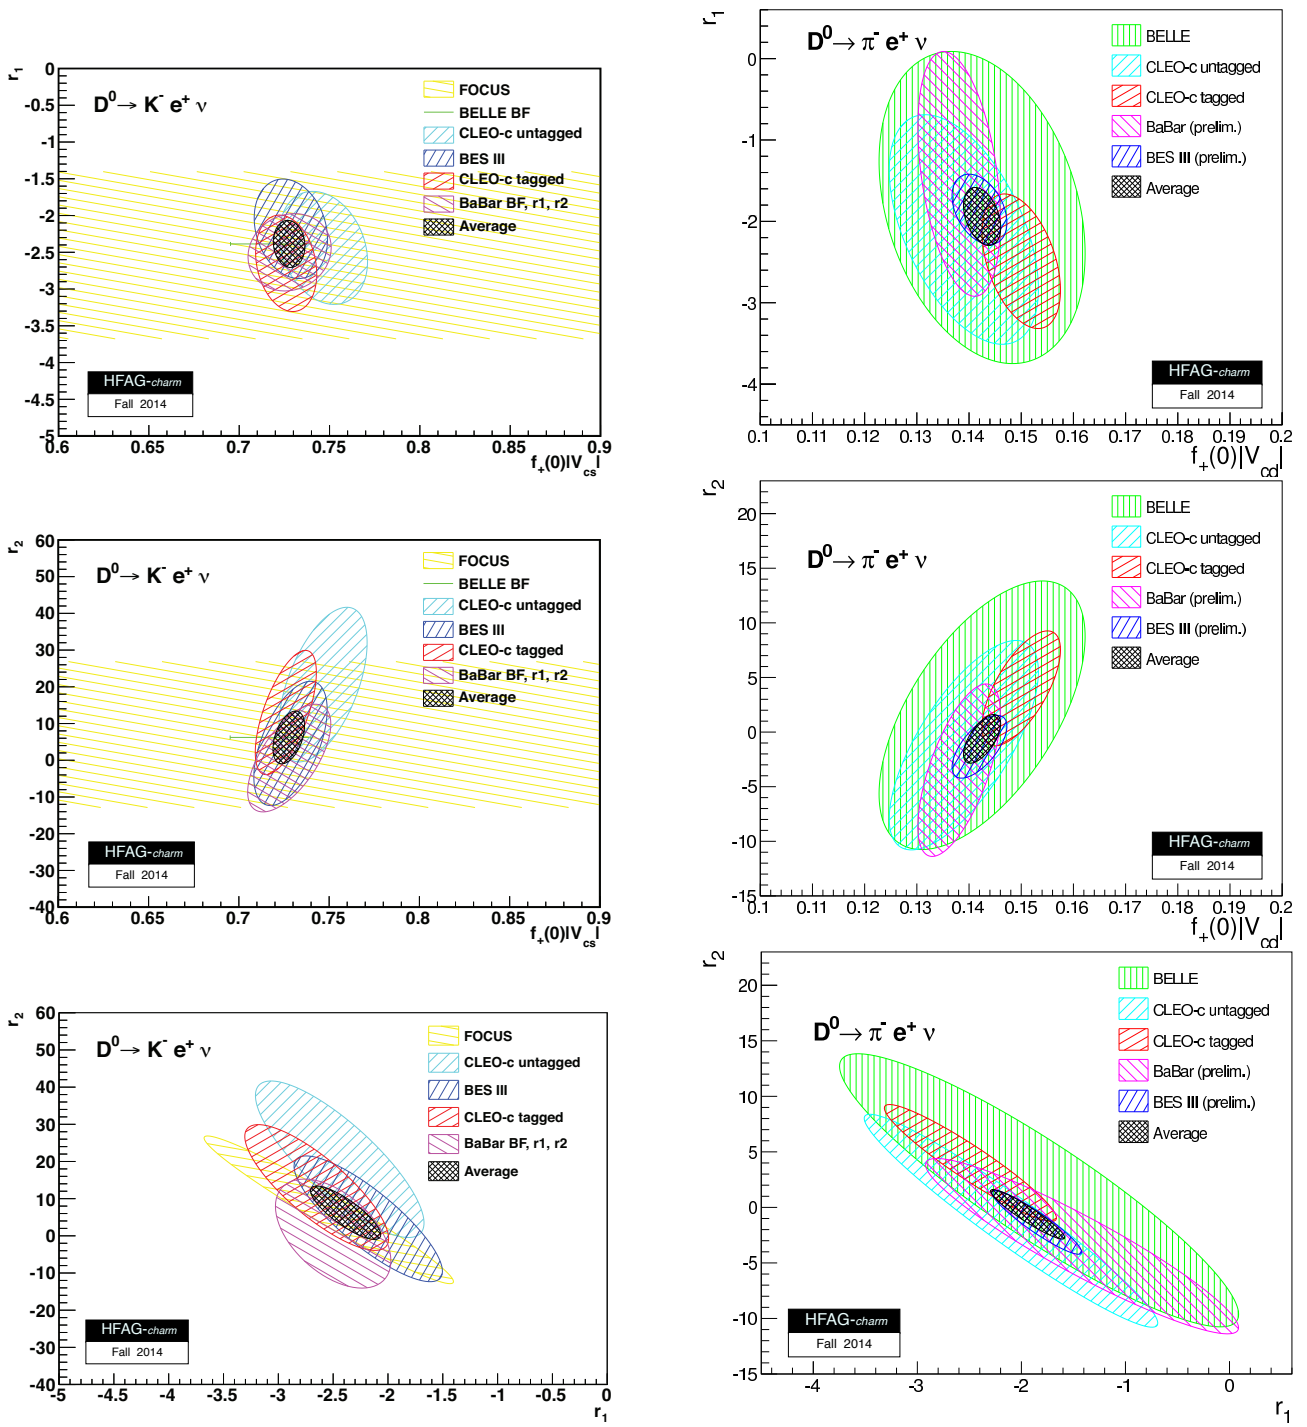 r1
D0→ K- e+ ν
FOCUS
BELLE BF
CLEO-c untagged
BES III
CLEO-c tagged
BaBar BF, r1, r2
Average
0
-0.5
-1
-1.5
-2
-2.5
-3
-3.5
-4
-4.5
-5
HFAG-charm
Fall 2014
0.6 0.65 0.7 0.75 0.8 0.85 0.9
f+(0)|Vcs|
r1
D0→ π- e+ ν
BELLE
CLEO-c untagged
CLEO-c tagged
BaBar (prelim.)
BES III (prelim.)
Average
0
-1
-2
-3
-4
HFAG-charm
Fall 2014
0.1 0.11 0.12 0.13 0.14 0.15 0.16 0.17 0.18 0.19 0.2
f+(0)|Vcd|
r2
D0→ K- e+ ν
FOCUS
BELLE BF
CLEO-c untagged
BES III
CLEO-c tagged
BaBar BF, r1, r2
Average
60
50
40
30
20
10
0
-10
-20
-30
-40
HFAG-charm
Fall 2014
0.6 0.65 0.7 0.75 0.8 0.85 0.9
f+(0)|Vcs|
r2
D0→ π- e+ ν
BELLE
CLEO-c untagged
CLEO-c tagged
BaBar (prelim.)
BES III (prelim.)
Average
20
15
10
5
0
-5
-10
-15
HFAG-charm
Fall 2014
0.1 0.11 0.12 0.13 0.14 0.15 0.16 0.17 0.18 0.19 0.2
f+(0)|Vcd|
r2
D0→ K- e+ ν
FOCUS
CLEO-c untagged
BES III
CLEO-c tagged
BaBar BF, r1, r2
Average
60
50
40
30
20
10
0
-10
-20
-30
-40
HFAG-charm
Fall 2014
-5 -4.5 -4 -3.5 -3 -2.5 -2 -1.5 -1 -0.5 0
r1
r2
D0→ π- e+ ν
BELLE
CLEO-c untagged
CLEO-c tagged
BaBar (prelim.)
BES III (prelim.)
Average
20
15
10
5
0
-5
-10
-15
HFAG-charm
Fall 2014
-4 -3 -2 -1 0
r1